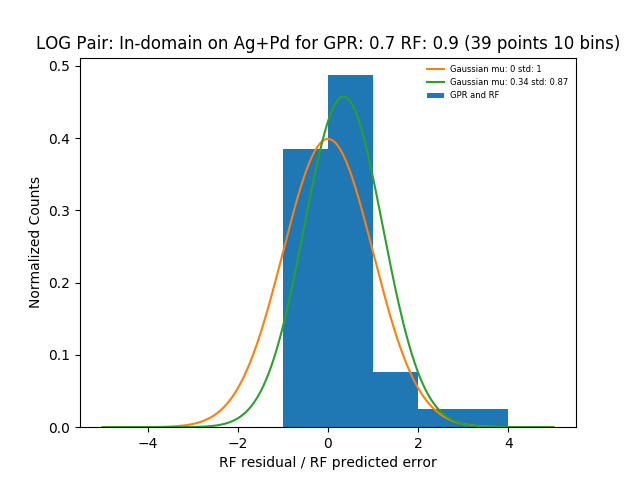 LOG Pair: In-domain on Ag+Pd for GPR: 0.7 RF: 0.9 (39 points 10 bins)
Gaussian mu: 0 std: 1
Gaussian mu: 0.34 std: 0.87
GPR and RF
Normalized Counts
0.5
0.4
0.3
0.2
0.1
0.0
−4 −2 0 2 4
RF residual / RF predicted error